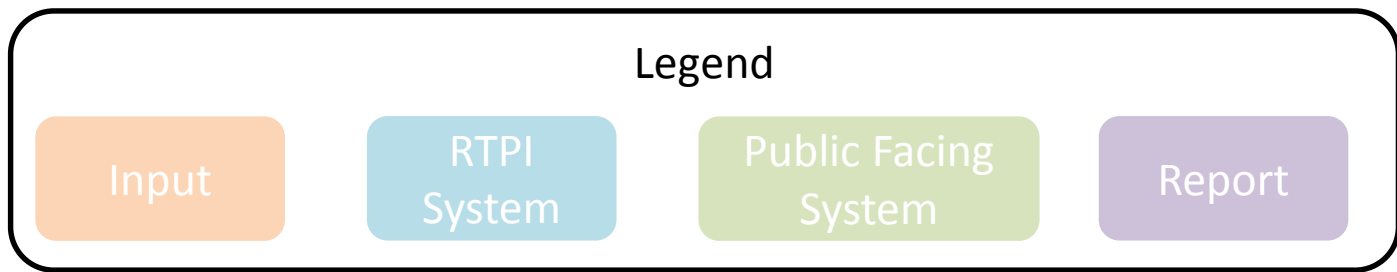 Legend
Input
RTPI
System
Public Facing
System
Report